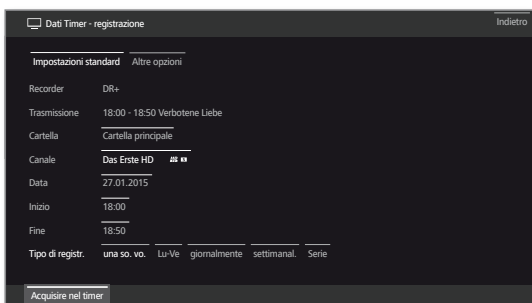 Dati Timer - registrazione
Indietro
Impostazioni standard Altre opzioni
Recorder DR+
Trasmissione 18:00 - 18:50 Verbotene Liebe
Cartella Cartella principale
Canale Das Erste HD
Data 27.01.2015
Inizio 18:00
Fine 18:50
Tipo di registr. una so. vo. Lu-Ve giornalmente settimanal. Serie
Acquisire nel timer